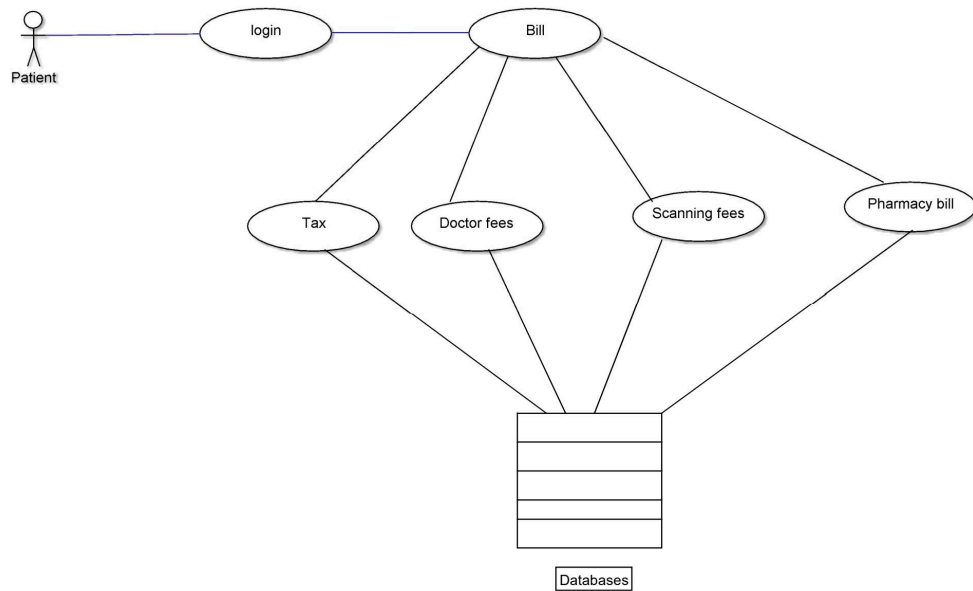 login
Bill
Patient
Tax
Doctor fees
Scanning fees
Pharmacy bill
Databases